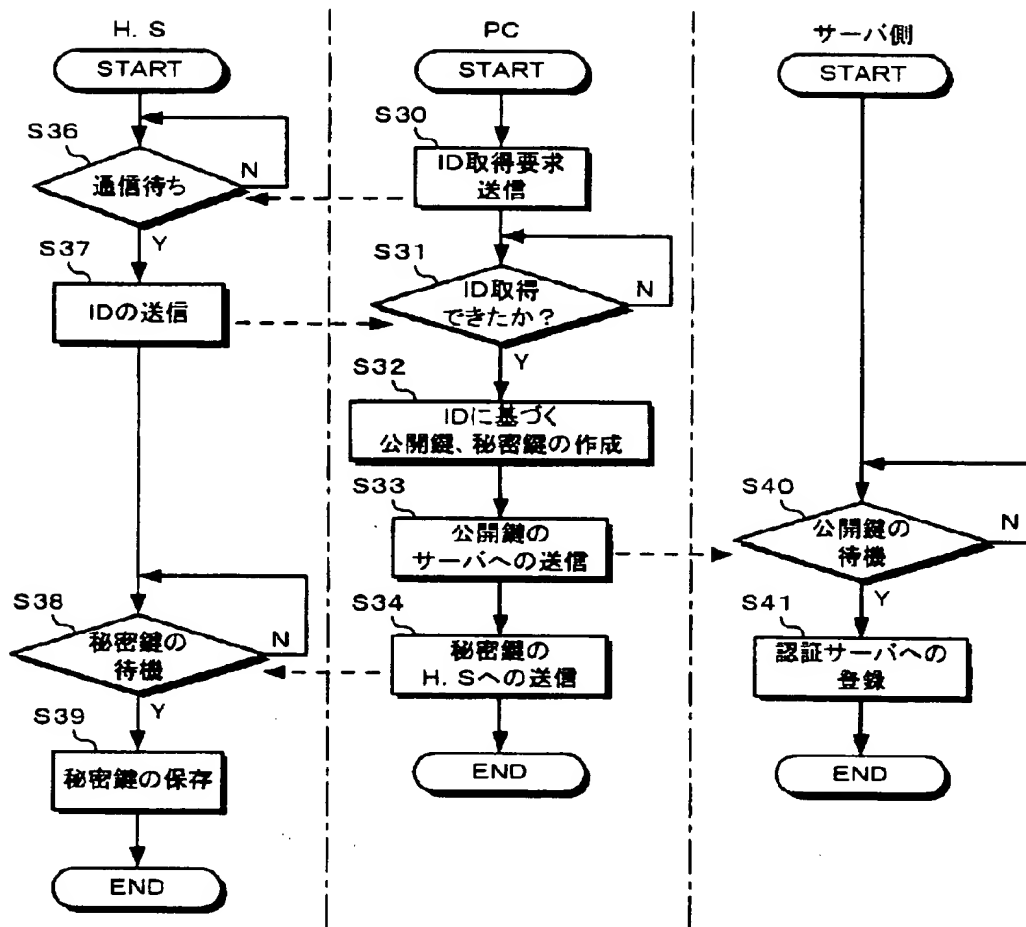 H. S
START
S36
通信待ち
N
Y
S37
IDの送信
S38
秘密鍵の
待機
N
Y
S39
秘密鍵の保存
END
PC
START
S30
ID取得要求
送信
S31
ID取得
できたか？
N
Y
S32
IDに基づく
公開鍵、秘密鍵の作成
S33
公開鍵の
サーバへの送信
S34
秘密鍵の
H. Sへの送信
END
サーバ側
START
S40
公開鍵の
待機
N
Y
S41
認証サーバへの
登録
END